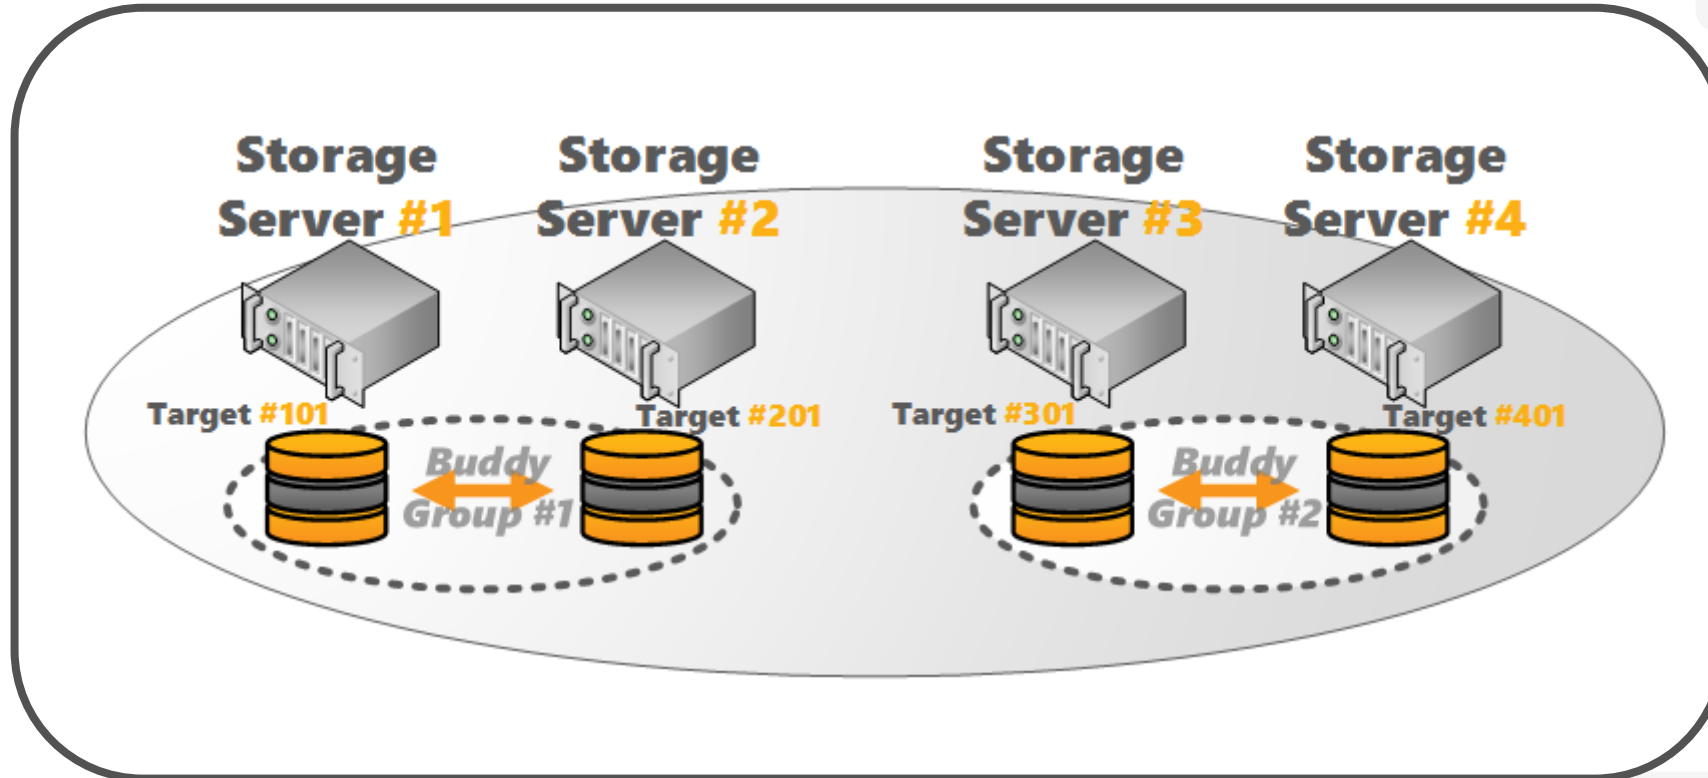 Storage
Server #1
Storage
Server #2
Storage
Server #3
Storage
Server #4
Target #101
Target #201
Target #301
Target #401
Buddy
Group #1
Buddy
Group #2